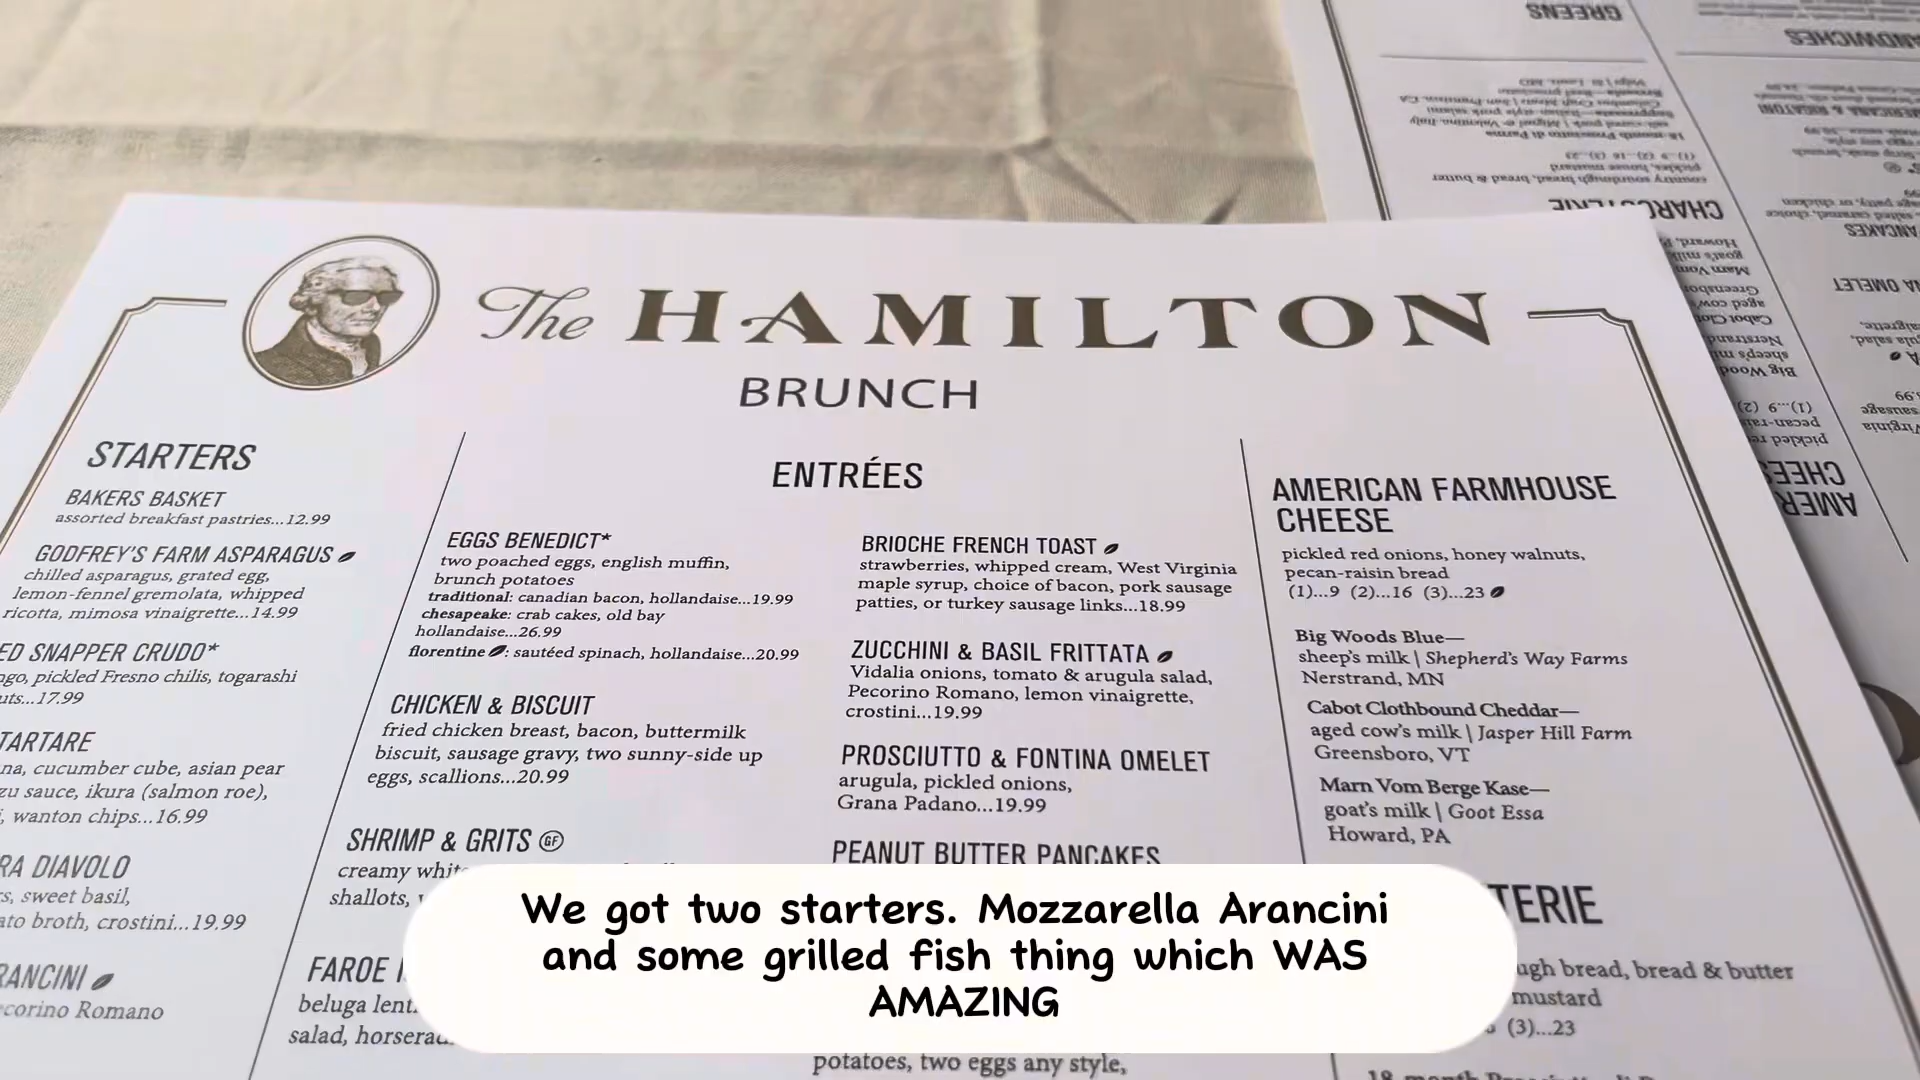 The HAMILTON
BRUNCH
STARTERS
BAKERS BASKET
assorted breakfast pastries...12.99
GODFREY'S FARM ASPARAGUS
chilled asparagus, grated egg,
lemon-fennel gremolata, whipped
ricotta, mimosa vinaigrette...14.99
SNAPPER CRUDO*
pickled Fresno chilis, togarashi
...17.99
TARTARE
cucumber cube, asian pear
sauce, ikura (salmon roe),
wanton chips...16.99
DIAVOLO
sweet basil,
broth, crostini...19.99
Romano
ENTRÉES
EGGS BENEDICT*
two poached eggs, english muffin,
brunch potatoes
traditional: canadian bacon, hollandaise...19.99
chesapeake: crab cakes, old bay
hollandaise...26.99
florentine: sautéed spinach, hollandaise...20.99
CHICKEN & BISCUIT
fried chicken breast, bacon, buttermilk
biscuit, sausage gravy, two sunny-side up
eggs, scallions...20.99
SHRIMP & GRITS GF
creamy
shallots,
FAROE
beluga
salad,
BRIOCHE FRENCH TOAST
strawberries, whipped cream, West Virginia
maple syrup, choice of bacon, pork sausage
patties, or turkey sausage links...18.99
ZUCCHINI & BASIL FRITTATA
Vidalia onions, tomato & arugula salad,
Pecorino Romano, lemon vinaigrette,
crostini...19.99
PROSCIUTTO & FONTINA OMELET
arugula, pickled onions,
Grana Padano...19.99
PEANUT BUTTER PANCAKES
potatoes, two eggs any style,
AMERICAN FARMHOUSE
CHEESE
pickled red onions, honey walnuts,
pecan-raisin bread
(1)...9 (2)...16 (3)...23
Big Woods Blue—
sheep's milk | Shepherd's Way Farms
Nerstrand, MN
Cabot Clothbound Cheddar—
aged cow's milk | Jasper Hill Farm
Greensboro, VT
Marn Vom Berge Kase—
goat's milk | Goot Essa
Howard, PA
bread, bread & butter
mustard
(3)...23
We got two starters. Mozzarella Arancini
and some grilled fish thing which WAS
AMAZING
GREENS
CHARCUTERIE
country sourdough bread, bread & butter
pickles, house mustard